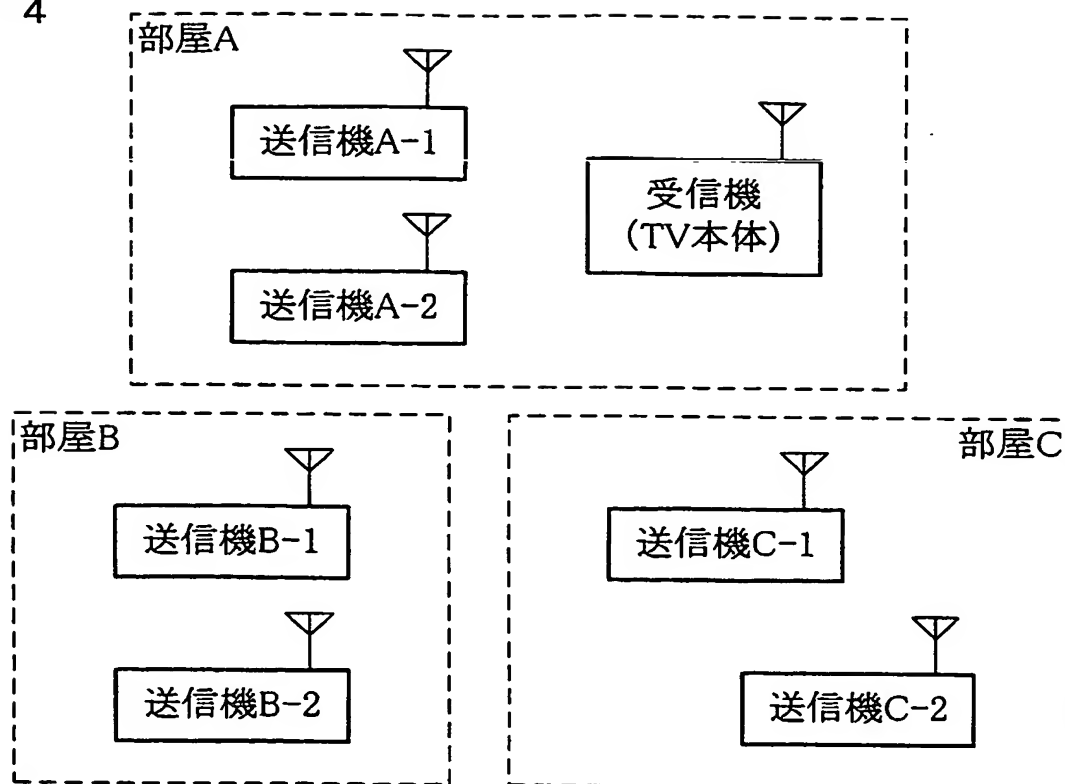 4
部屋A
送信機A-1
受信機
(TV本体)
送信機A-2
部屋B
送信機B-1
送信機B-2
部屋C
送信機C-1
送信機C-2